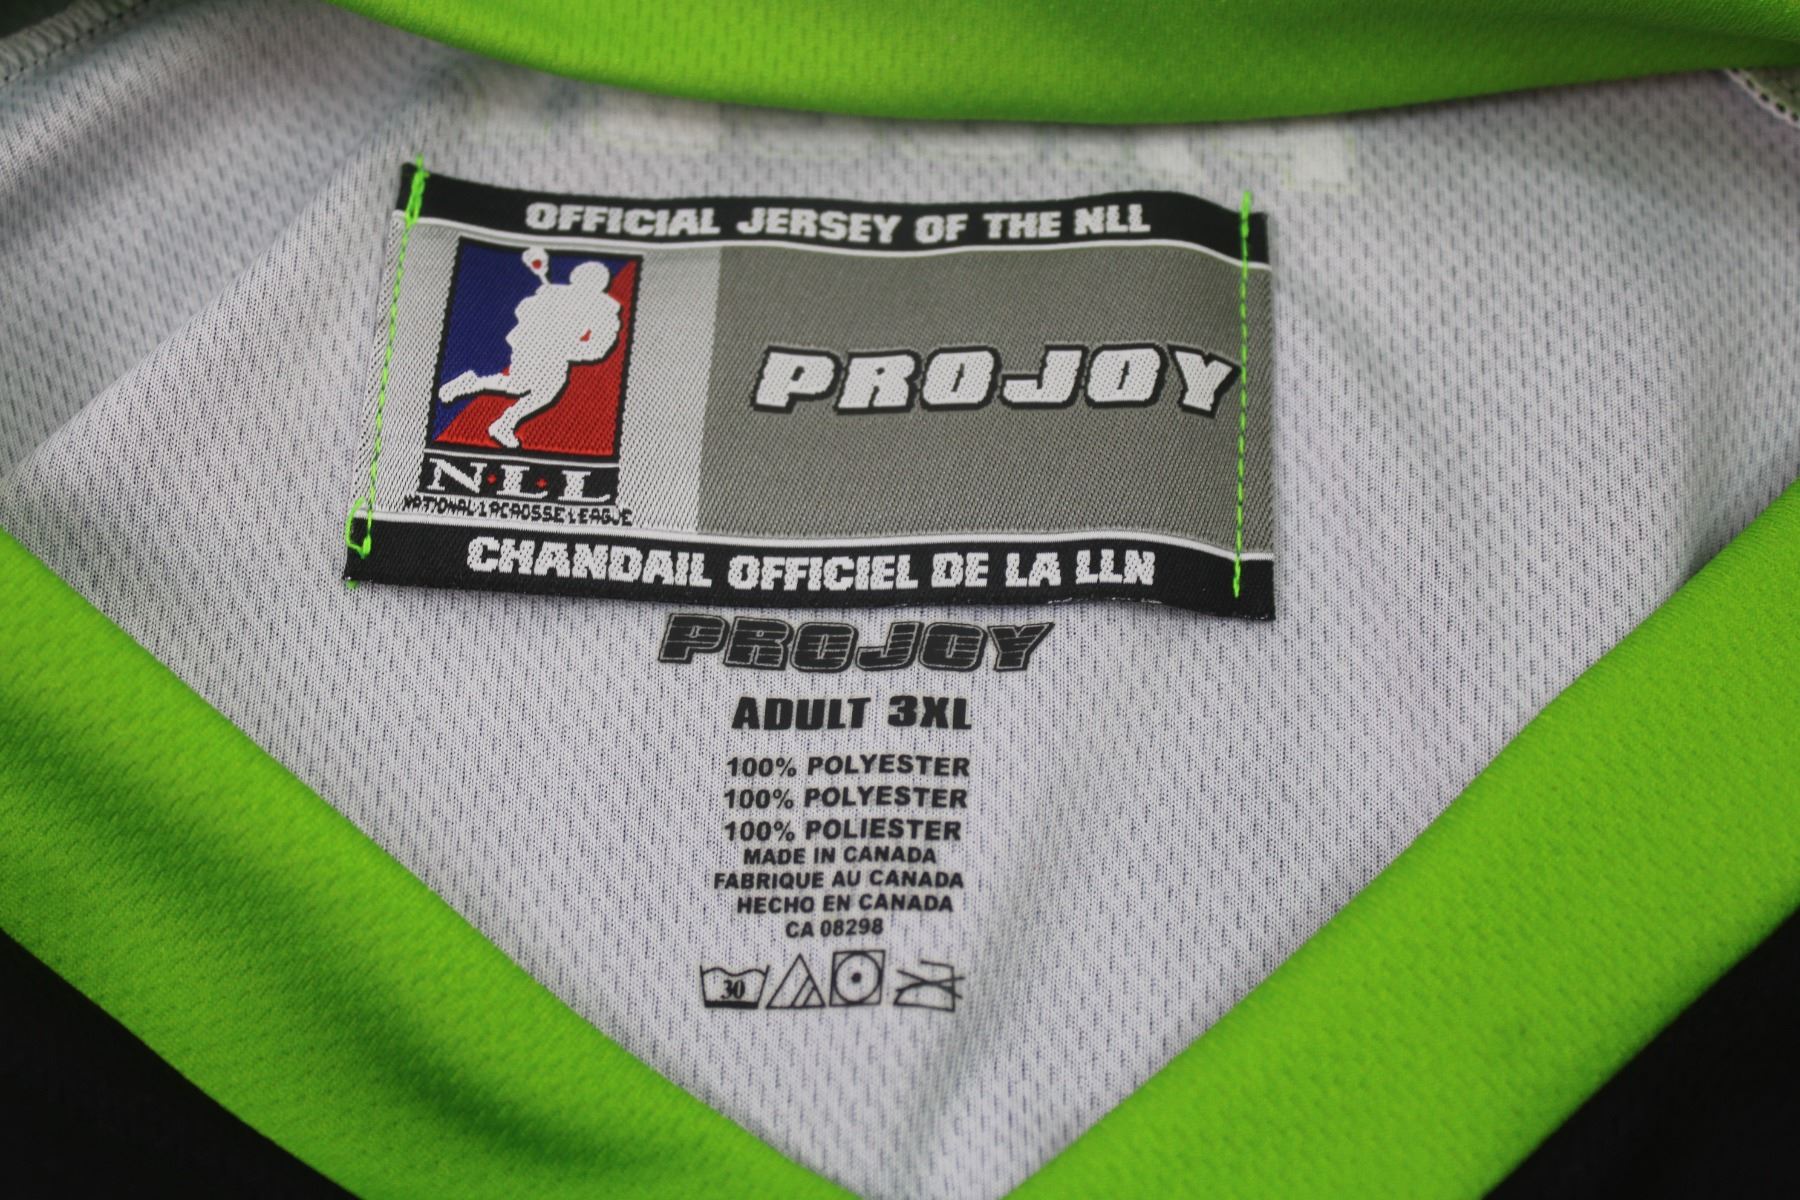 OFFICIAL JERSEY OF THE NLL
PROJOY
N·L·L
NATIONAL LACROSSE LEAGUE
CHANDAIL OFFICIEL DE LA LLN
PROJOY
ADULT 3XL
100% POLYESTER
100% POLYESTER
100% POLIESTER
MADE IN CANADA
FABRIQUE AU CANADA
HECHO EN CANADA
CA 08298
30